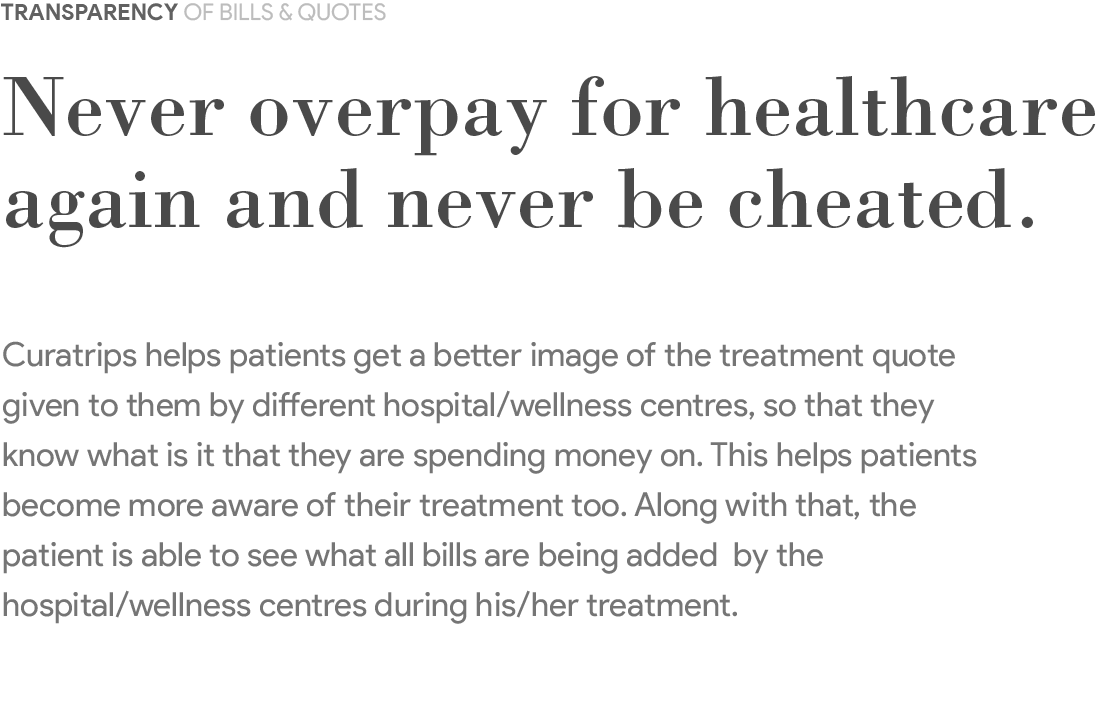 TRANSPARENCY OF BILLS & QUOTES
Never overpay for healthcare
again and never be cheated.
Curatrips helps patients get a better image of the treatment quote
given to them by different hospital/wellness centres, so that they
know what is it that they are spending money on. This helps patients
become more aware of their treatment too. Along with that, the
patient is able to see what all bills are being added  by the
hospital/wellness centres during his/her treatment.